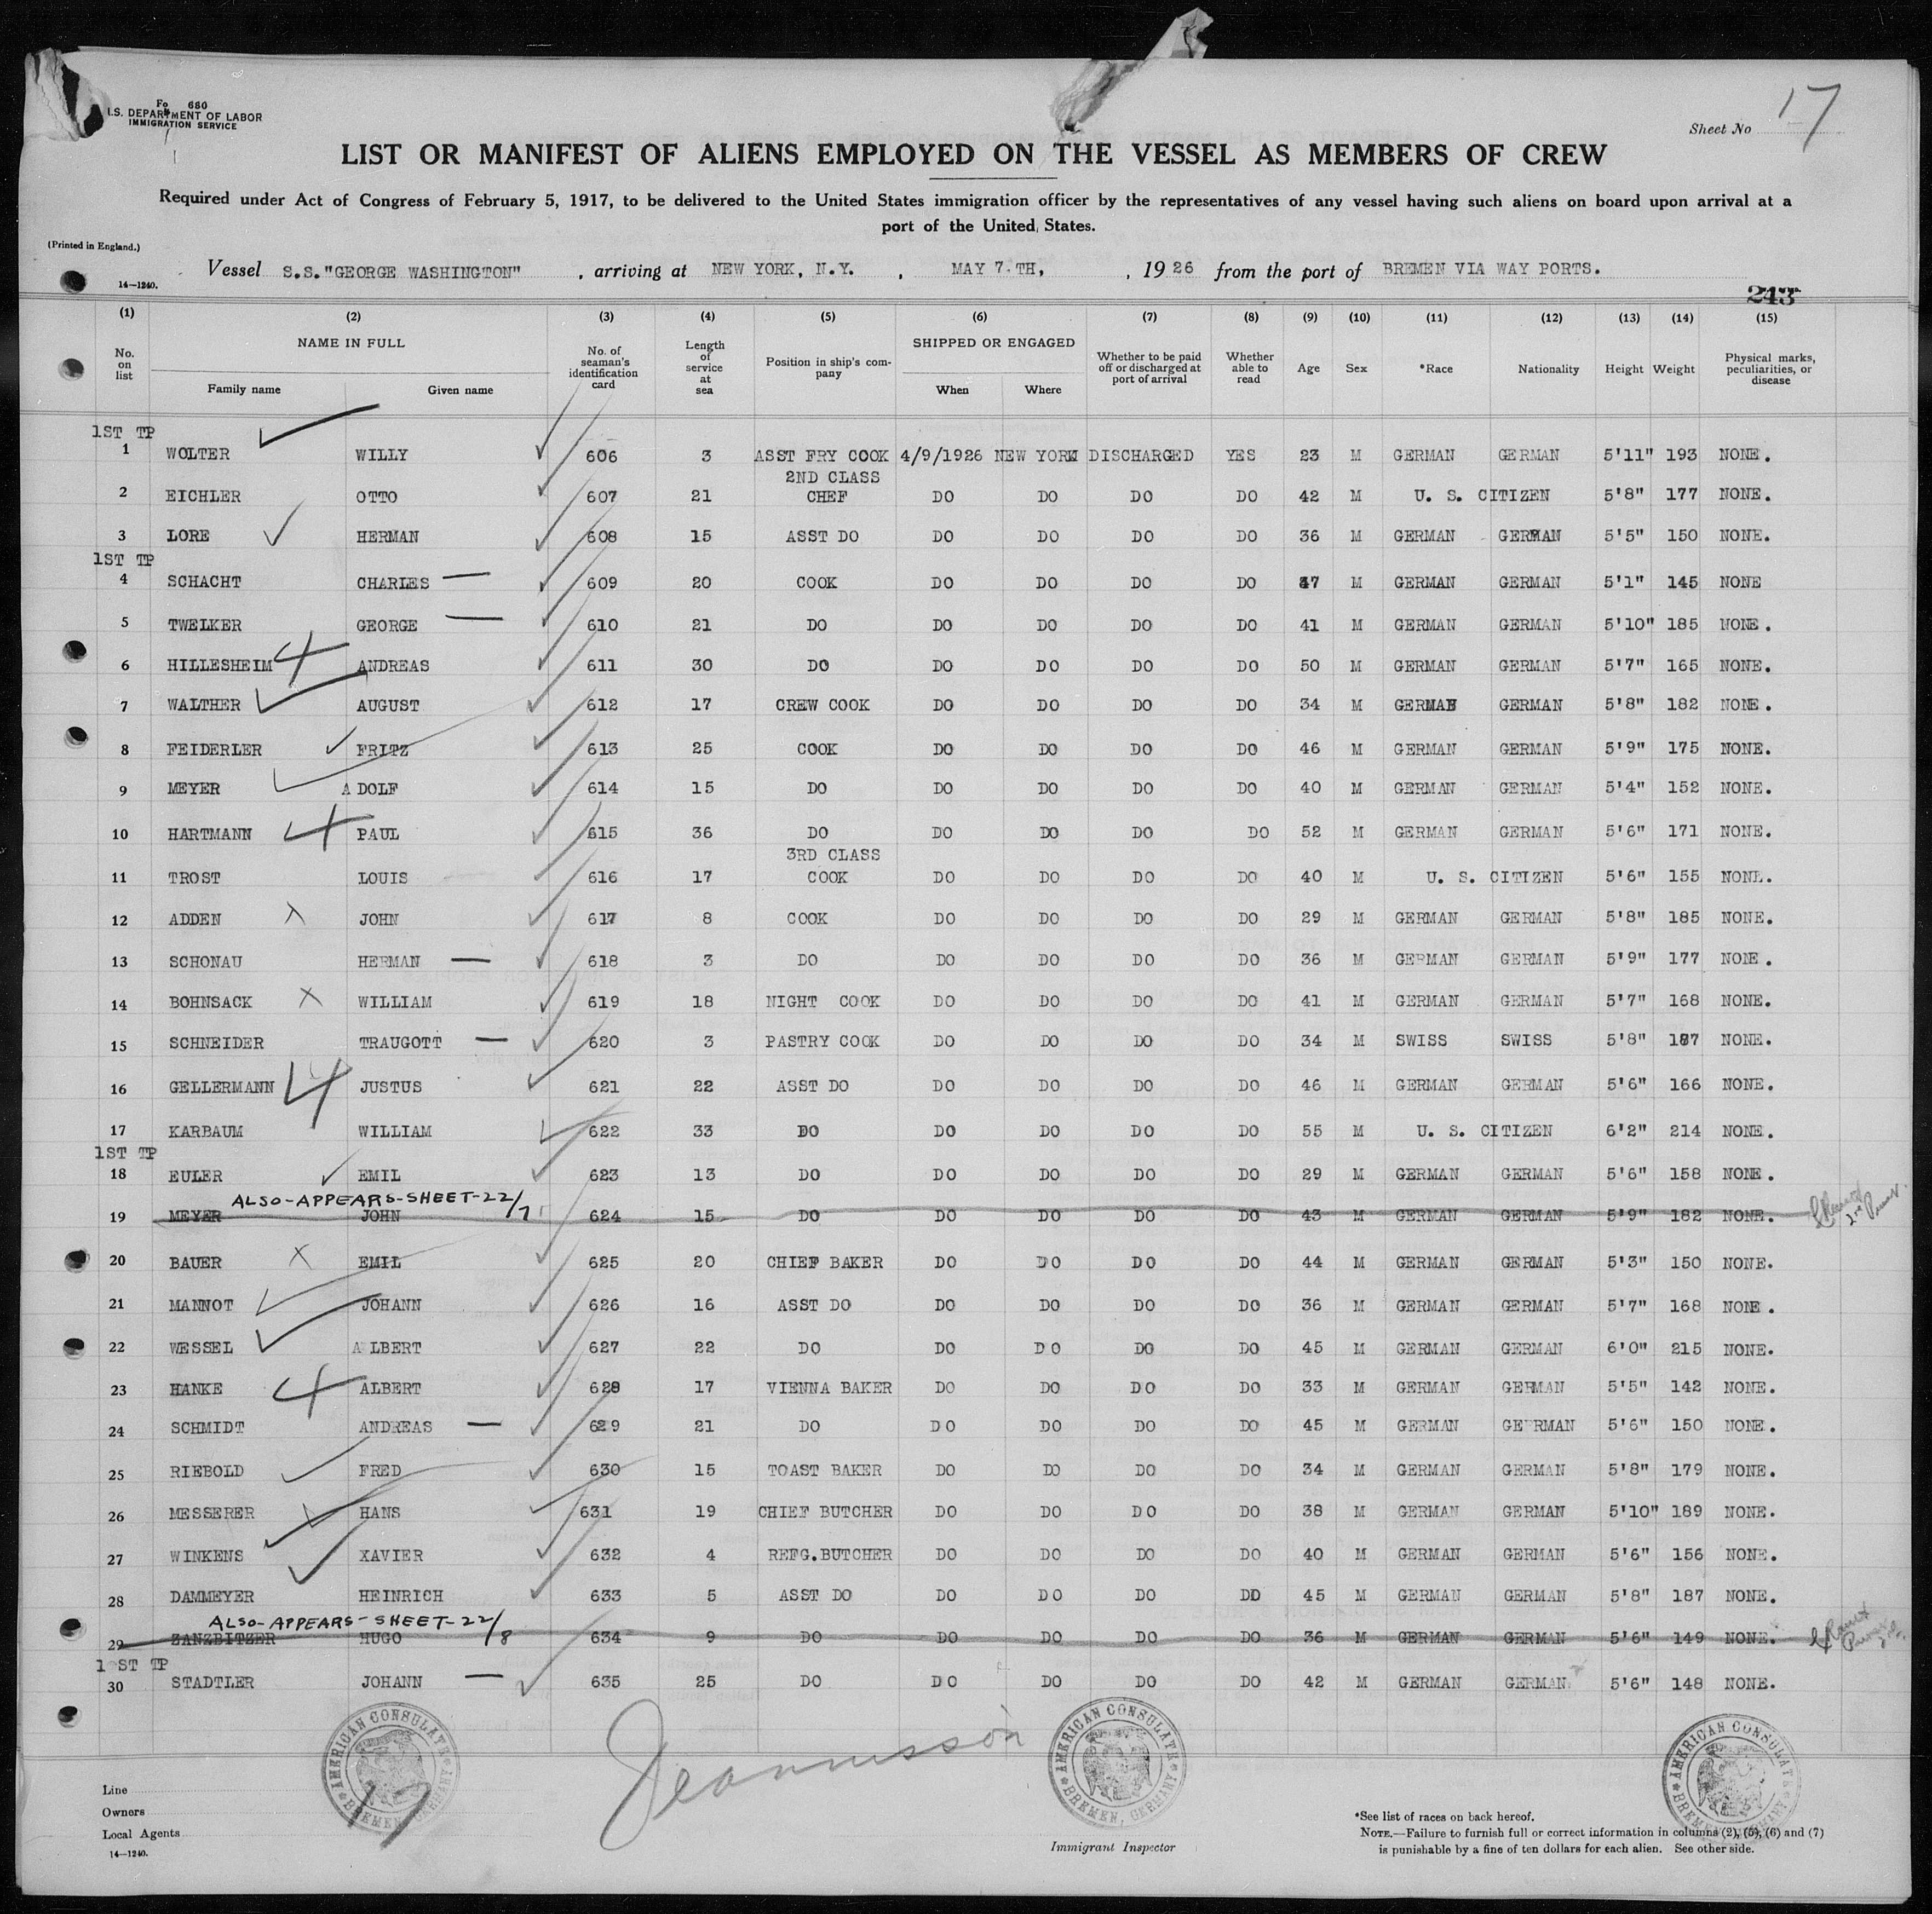 Fo 680
U.S. DEPARTMENT OF LABOR
IMMIGRATION SERVICE
Sheet No 17
LIST OR MANIFEST OF ALIENS EMPLOYED ON THE VESSEL AS MEMBERS OF CREW
Required under Act of Congress of February 5, 1917, to be delivered to the United States immigration officer by the representatives of any vessel having such aliens on board upon arrival at a
port of the United States.
(Printed in England.)
Vessel S.S."GEORGE WASHINGTON" , arriving at NEW YORK, N.Y. , MAY 7.TH, , 1926 from the port of BREMEN VIA WAY PORTS.
14—1240.
243
(1) (2) (3) (4) (5) (6) (7) (8) (9) (10) (11) (12) (13) (14) (15)
No. on list NAME IN FULL Family name Given name No. of seaman's identification card Length of service at sea Position in ship's company SHIPPED OR ENGAGED When Where Whether to be paid off or discharged at port of arrival Whether able to read Age Sex *Race Nationality Height Weight Physical marks, peculiarities, or disease
1ST TP
1 WOLTER WILLY 606 3 ASST FRY COOK 4/9/1926 NEW YORK DISCHARGED YES 23 M GERMAN GERMAN 5'11" 193 NONE.
2ND CLASS
2 EICHLER OTTO 607 21 CHEF DO DO DO DO 42 M U. S. CITIZEN 5'8" 177 NONE.
3 LORE HERMAN 608 15 ASST DO DO DO DO DO 36 M GERMAN GERMAN 5'5" 150 NONE.
1ST TP
4 SCHACHT CHARLES 609 20 COOK DO DO DO DO 47 M GERMAN GERMAN 5'1" 145 NONE
5 TWELKER GEORGE 610 21 DO DO DO DO DO 41 M GERMAN GERMAN 5'10" 185 NONE.
6 HILLESHEIM 4 ANDREAS 611 30 DO DO DO DO DO 50 M GERMAN GERMAN 5'7" 165 NONE.
7 WALTHER AUGUST 612 17 CREW COOK DO DO DO DO 34 M GERMAN GERMAN 5'8" 182 NONE.
8 FEIDERLER FRITZ 613 25 COOK DO DO DO DO 46 M GERMAN GERMAN 5'9" 175 NONE.
9 MEYER A DOLF 614 15 DO DO DO DO DO 40 M GERMAN GERMAN 5'4" 152 NONE.
10 HARTMANN 4 PAUL 615 36 DO DO DO DO DO 52 M GERMAN GERMAN 5'6" 171 NONE.
3RD CLASS
11 TROST LOUIS 616 17 COOK DO DO DO DO 40 M U. S. CITIZEN 5'6" 155 NONE.
12 ADDEN X JOHN 617 8 COOK DO DO DO DO 29 M GERMAN GERMAN 5'8" 185 NONE.
13 SCHONAU HERMAN 618 3 DO DO DO DO DO 36 M GERMAN GERMAN 5'9" 177 NONE.
14 BOHNSACK X WILLIAM 619 18 NIGHT COOK DO DO DO DO 41 M GERMAN GERMAN 5'7" 168 NONE.
15 SCHNEIDER TRAUGOTT 620 3 PASTRY COOK DO DO DO DO 34 M SWISS SWISS 5'8" 187 NONE.
16 GELLERMANN 4 JUSTUS 621 22 ASST DO DO DO DO DO 46 M GERMAN GERMAN 5'6" 166 NONE.
17 KARBAUM WILLIAM 622 33 DO DO DO DO DO 55 M U. S. CITIZEN 6'2" 214 NONE.
1ST TP
18 EULER EMIL 623 13 DO DO DO DO DO 29 M GERMAN GERMAN 5'6" 158 NONE.
ALSO-APPEARS-SHEET-22/7
19 MEYER JOHN 624 15 DO DO DO DO DO 43 M GERMAN GERMAN 5'9" 182 NONE.
20 BAUER X EMIL 625 20 CHIEF BAKER DO DO DO DO 44 M GERMAN GERMAN 5'3" 150 NONE.
21 MANNOT JOHANN 626 16 ASST DO DO DO DO DO 36 M GERMAN GERMAN 5'7" 168 NONE.
22 WESSEL ALBERT 627 22 DO DO DO DO DO 45 M GERMAN GERMAN 6'0" 215 NONE.
23 HANKE 4 ALBERT 628 17 VIENNA BAKER DO DO DO DO 33 M GERMAN GERMAN 5'5" 142 NONE.
24 SCHMIDT ANDREAS 629 21 DO DO DO DO DO 45 M GERMAN GERMAN 5'6" 150 NONE.
25 RIEBOLD FRED 630 15 TOAST BAKER DO DO DO DO 34 M GERMAN GERMAN 5'8" 179 NONE.
26 MESSERER X HANS 631 19 CHIEF BUTCHER DO DO DO DO 38 M GERMAN GERMAN 5'10" 189 NONE.
27 WINKENS XAVIER 632 4 REFG.BUTCHER DO DO DO DO 40 M GERMAN GERMAN 5'6" 156 NONE.
28 DAMMEYER HEINRICH 633 5 ASST DO DO DO DO DD 45 M GERMAN GERMAN 5'8" 187 NONE.
ALSO-APPEARS-SHEET-22/8
29 ZANZBITZER HUGO 634 9 DO DO DO DO DO 36 M GERMAN GERMAN 5'6" 149 NONE.
1 ST TP
30 STADTLER JOHANN 635 25 DO DO DO DO DO 42 M GERMAN GERMAN 5'6" 148 NONE.
AMERICAN CONSULATE BREMEN, GERMANY
AMERICAN CONSULATE BREMEN, GERMANY
AMERICAN CONSULATE BREMEN, GERMANY
17
Line
Owners
Local Agents
14—1240.
Immigrant Inspector
*See list of races on back hereof.
NOTE.—Failure to furnish full or correct information in columns (2), (5), (6) and (7)
is punishable by a fine of ten dollars for each alien. See other side.